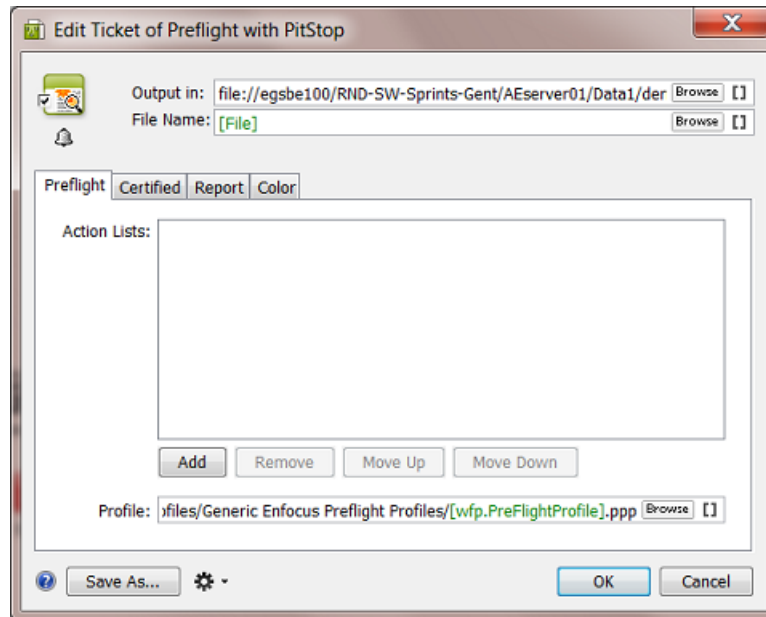 Edit Ticket of Preflight with PitStop
Output in: file://egsbe100/RND-SW-Sprints-Gent/AEserver01/Data1/der Browse []
File Name: [File] Browse []
Preflight Certified Report Color
Action Lists:
Add Remove Move Up Move Down
Profile: ofiles/Generic Enfocus Preflight Profiles/[wfp.PreFlightProfile].ppp Browse []
Save As... OK Cancel